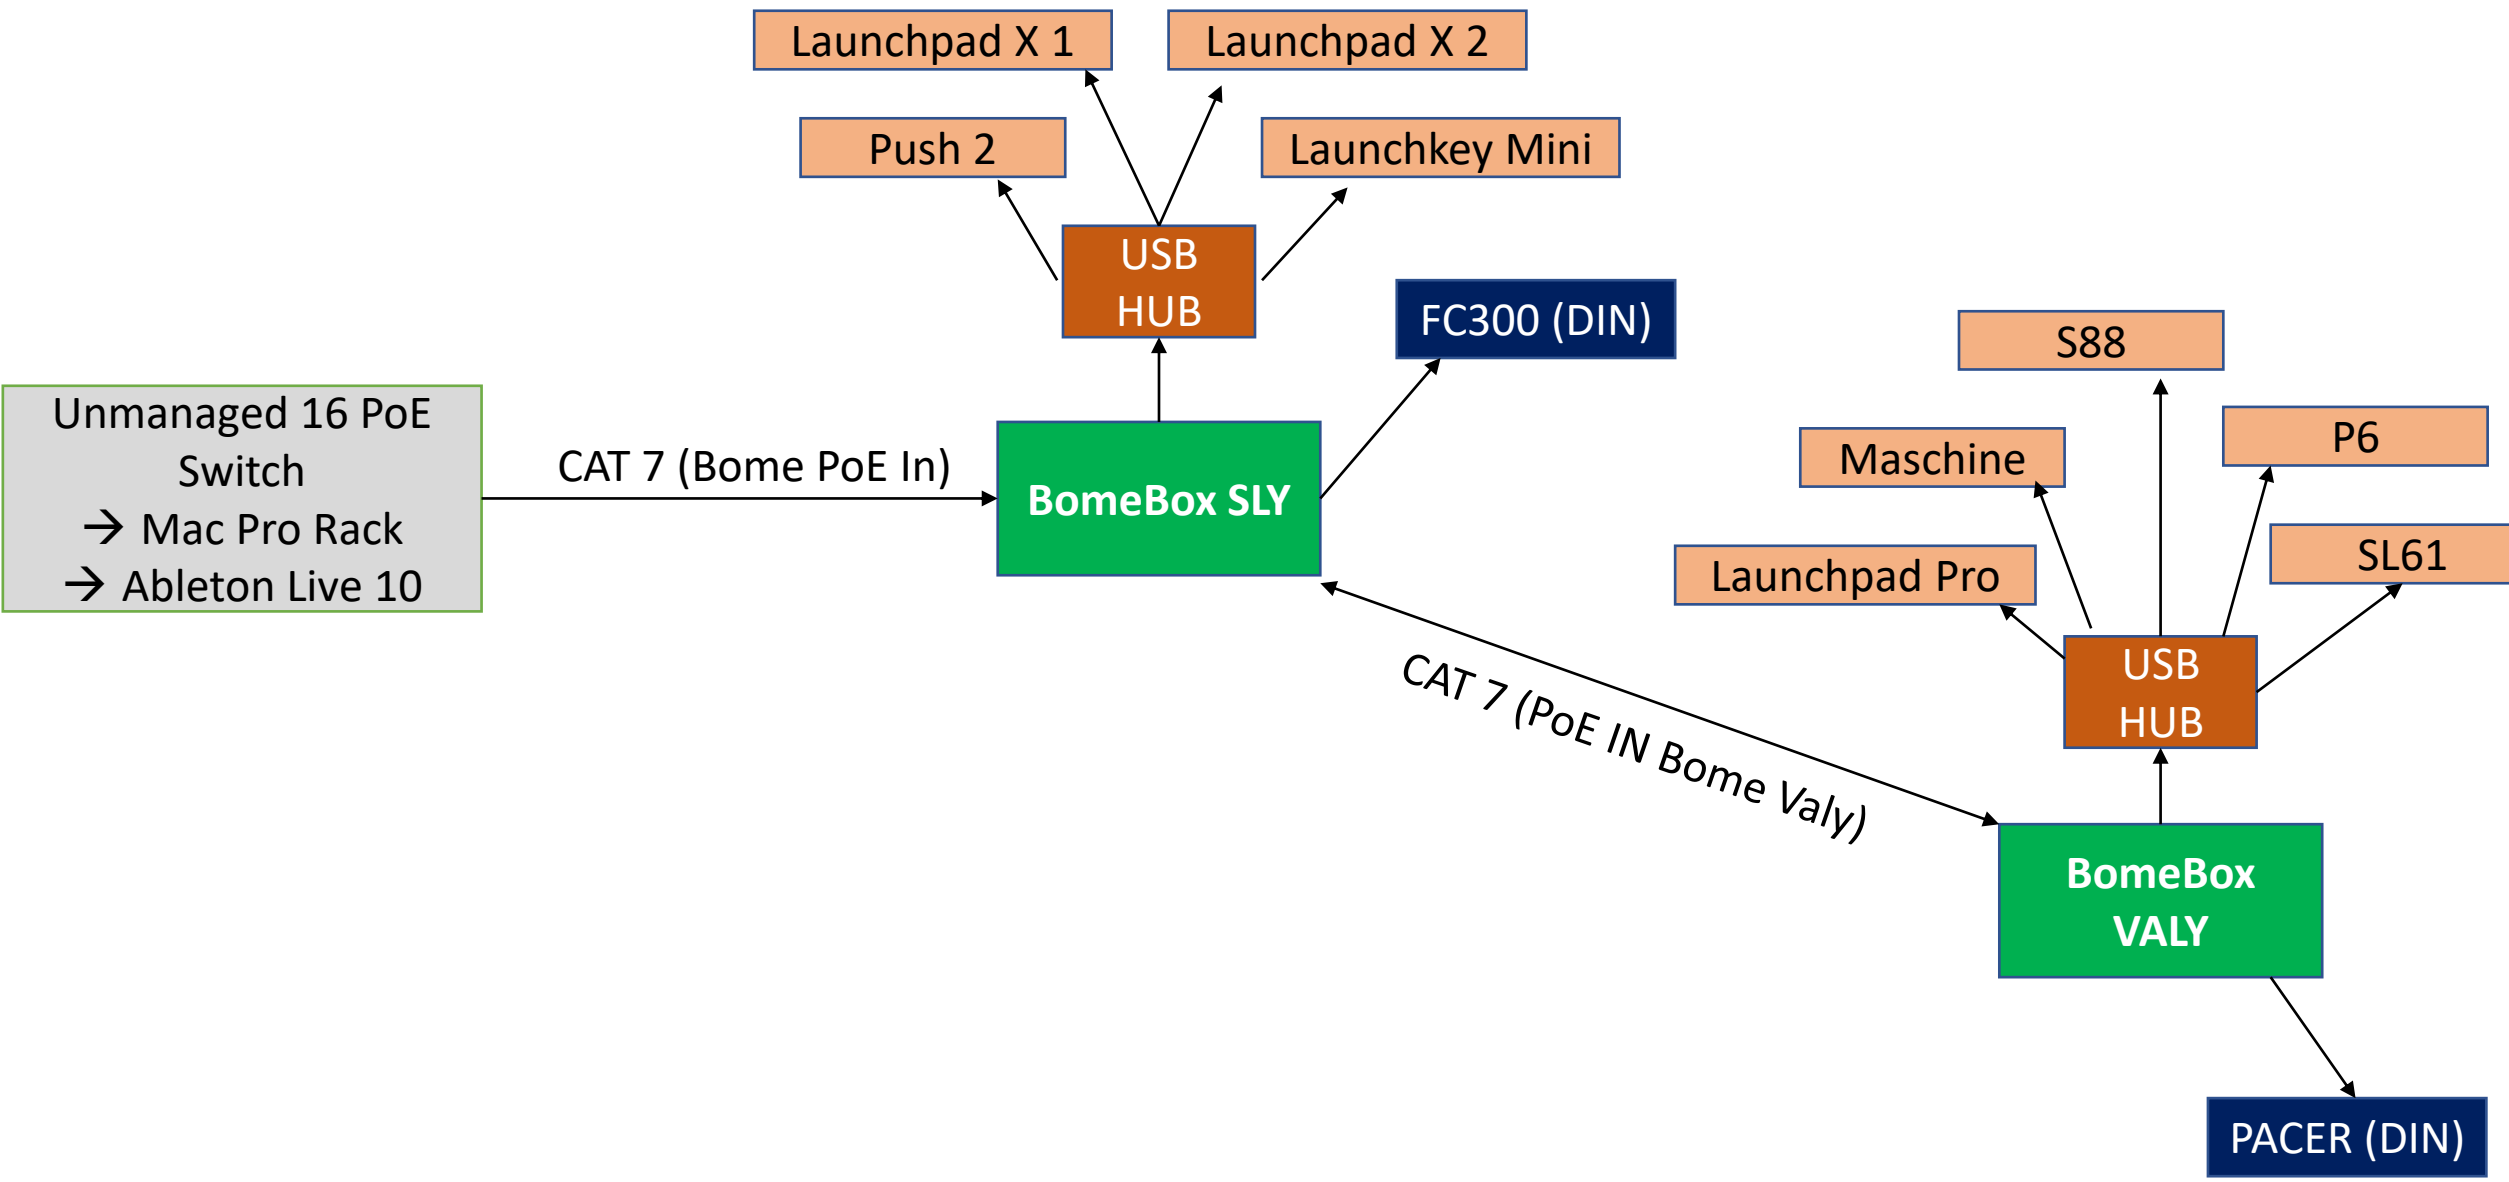 Launchpad X 1
Launchpad X 2
Push 2
Launchkey Mini
USB
HUB
FC300 (DIN)
S88
Unmanaged 16 PoE
Switch
→ Mac Pro Rack
→ Ableton Live 10
CAT 7 (Bome PoE In)
BomeBox SLY
P6
Maschine
SL61
Launchpad Pro
USB
HUB
CAT 7 (PoE IN Bome Valy)
BomeBox
VALY
PACER (DIN)